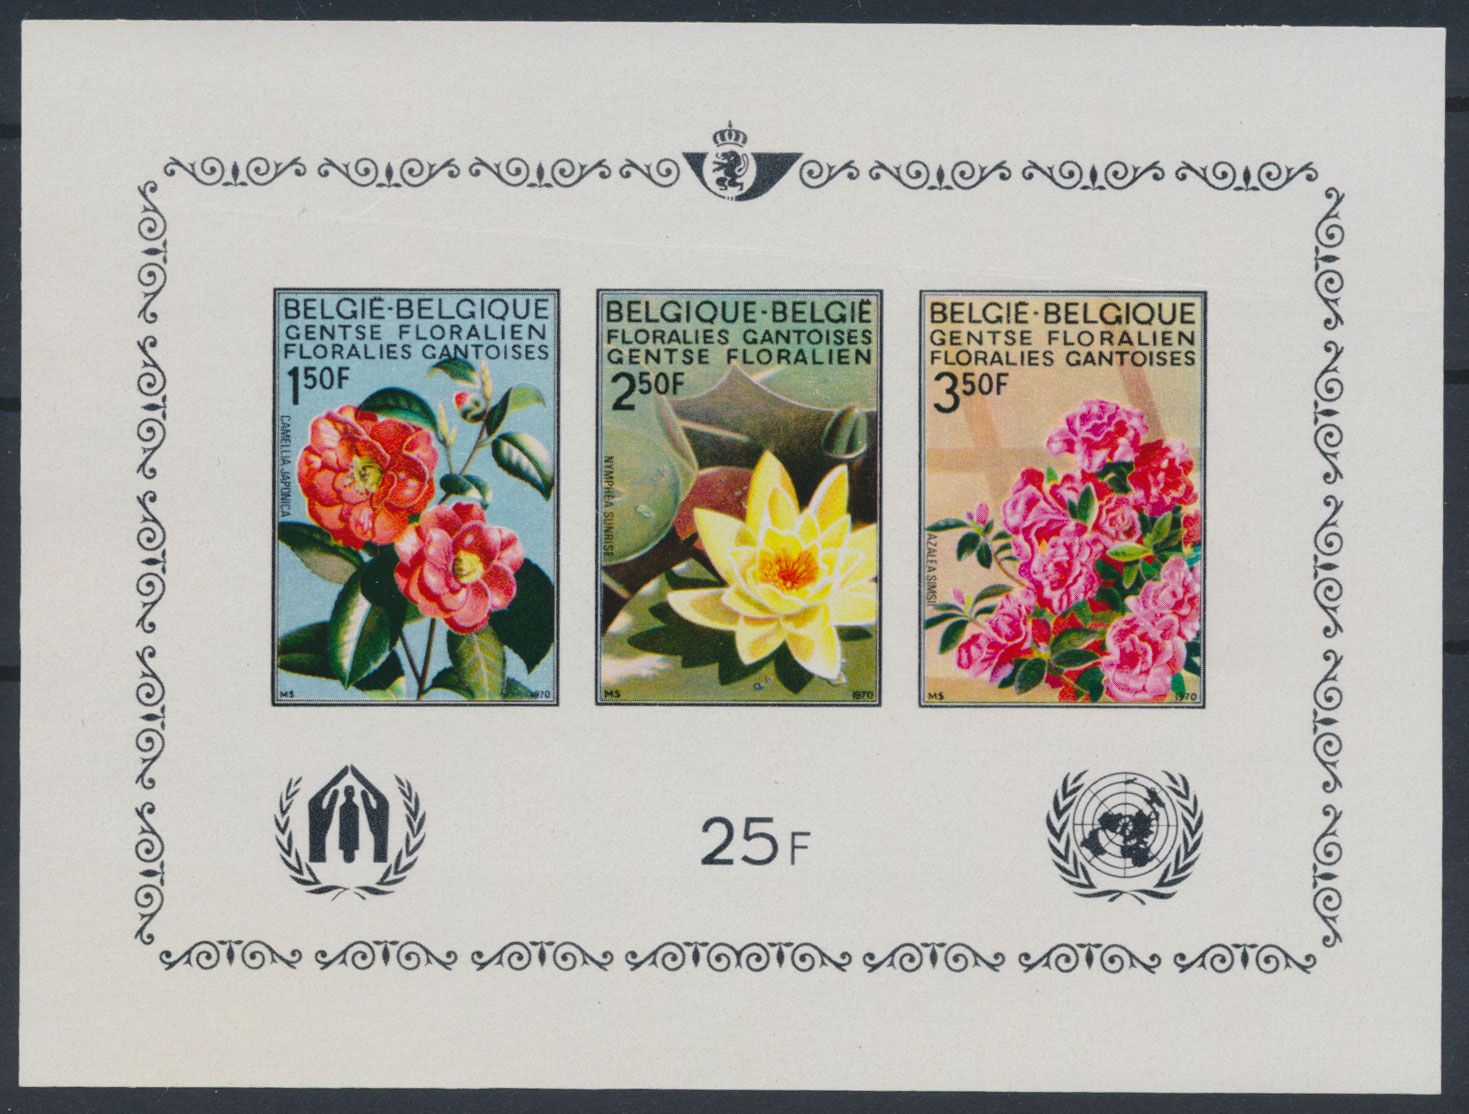 BELGIË-BELGIQUE
GENTSE FLORALIEN
FLORALIES GANTOISES
1 50F
CAMELLIA JAPONICA
MS 1970
BELGIQUE-BELGIË
FLORALIES GANTOISES
GENTSE FLORALIEN
2 50F
NYMPHEA SUNRISE
MS 1970
BELGIË-BELGIQUE
GENTSE FLORALIEN
FLORALIES GANTOISES
3 50F
AZALEA SIMSII
MS 1970
25F